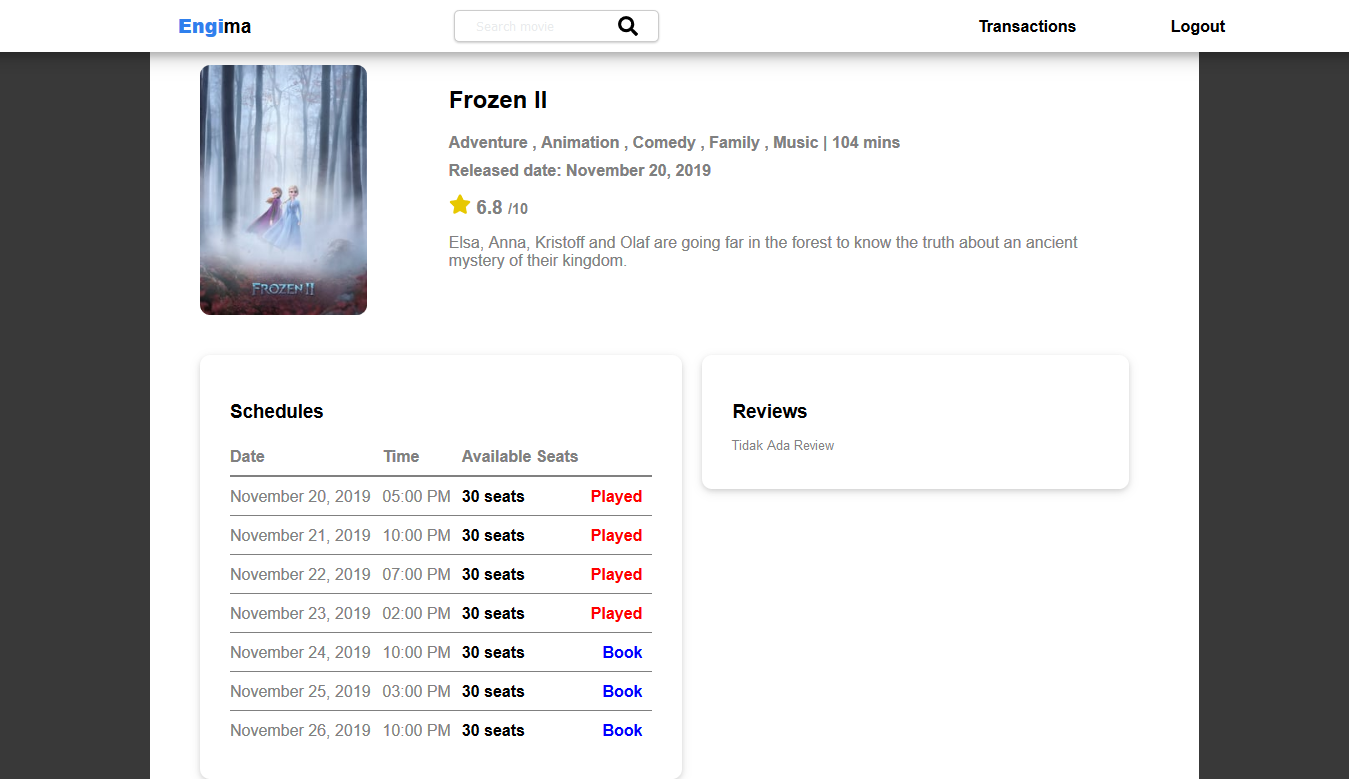 Engima
Search movie
Transactions
Logout
Frozen II
Adventure , Animation , Comedy , Family , Music | 104 mins
Released date: November 20, 2019
6.8 /10
Elsa, Anna, Kristoff and Olaf are going far in the forest to know the truth about an ancient
mystery of their kingdom.
FROZEN II
Schedules
Date Time Available Seats
November 20, 2019 05:00 PM 30 seats Played
November 21, 2019 10:00 PM 30 seats Played
November 22, 2019 07:00 PM 30 seats Played
November 23, 2019 02:00 PM 30 seats Played
November 24, 2019 10:00 PM 30 seats Book
November 25, 2019 03:00 PM 30 seats Book
November 26, 2019 10:00 PM 30 seats Book
Reviews
Tidak Ada Review